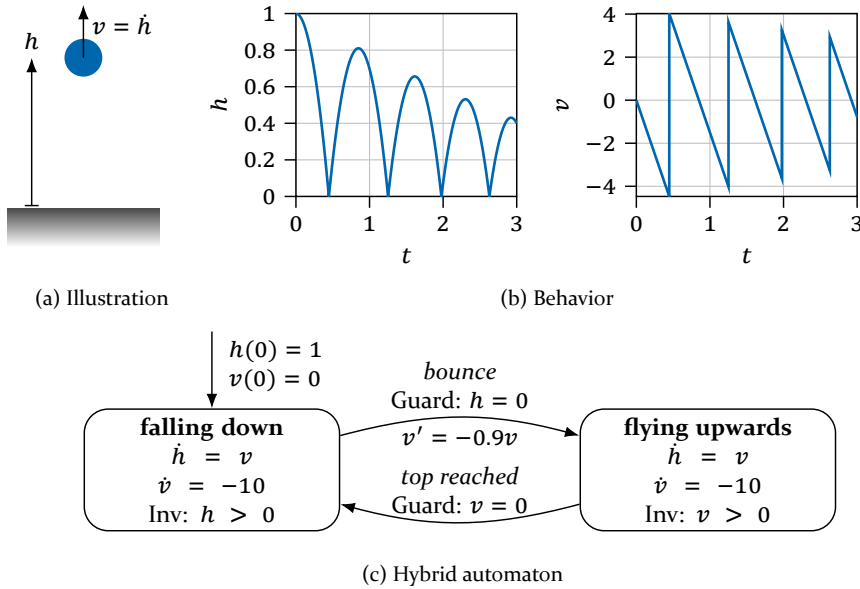 h
v = ḣ
h
1
0.8
0.6
0.4
0.2
0
0 1 2 3
t
v
4
2
0
−2
−4
0 1 2 3
t
(a) Illustration
(b) Behavior
h(0) = 1
v(0) = 0
falling down
ḣ = v
v̇ = −10
Inv: h > 0
bounce
Guard: h = 0
v′ = −0.9v
top reached
Guard: v = 0
flying upwards
ḣ = v
v̇ = −10
Inv: v > 0
(c) Hybrid automaton